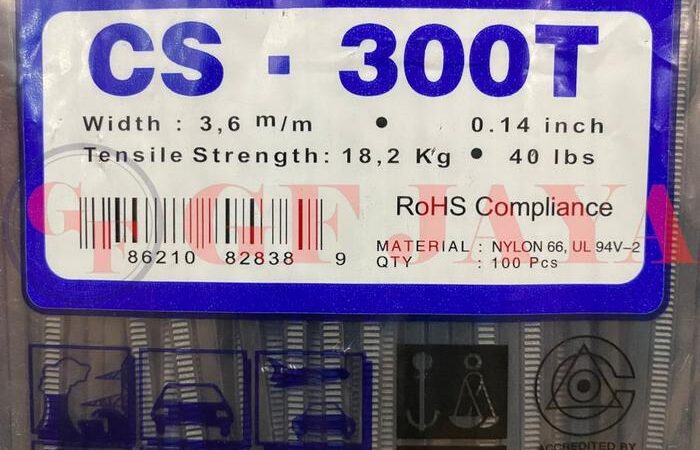 CS - 300T
Width : 3,6 m/m • 0.14 inch
Tensile Strength: 18,2 Kg • 40 lbs
GF GF JAYA
RoHS Compliance
86210 82838 9
MATERIAL : NYLON 66, UL 94V-2
QTY : 100 Pcs
ACCREDITED BY